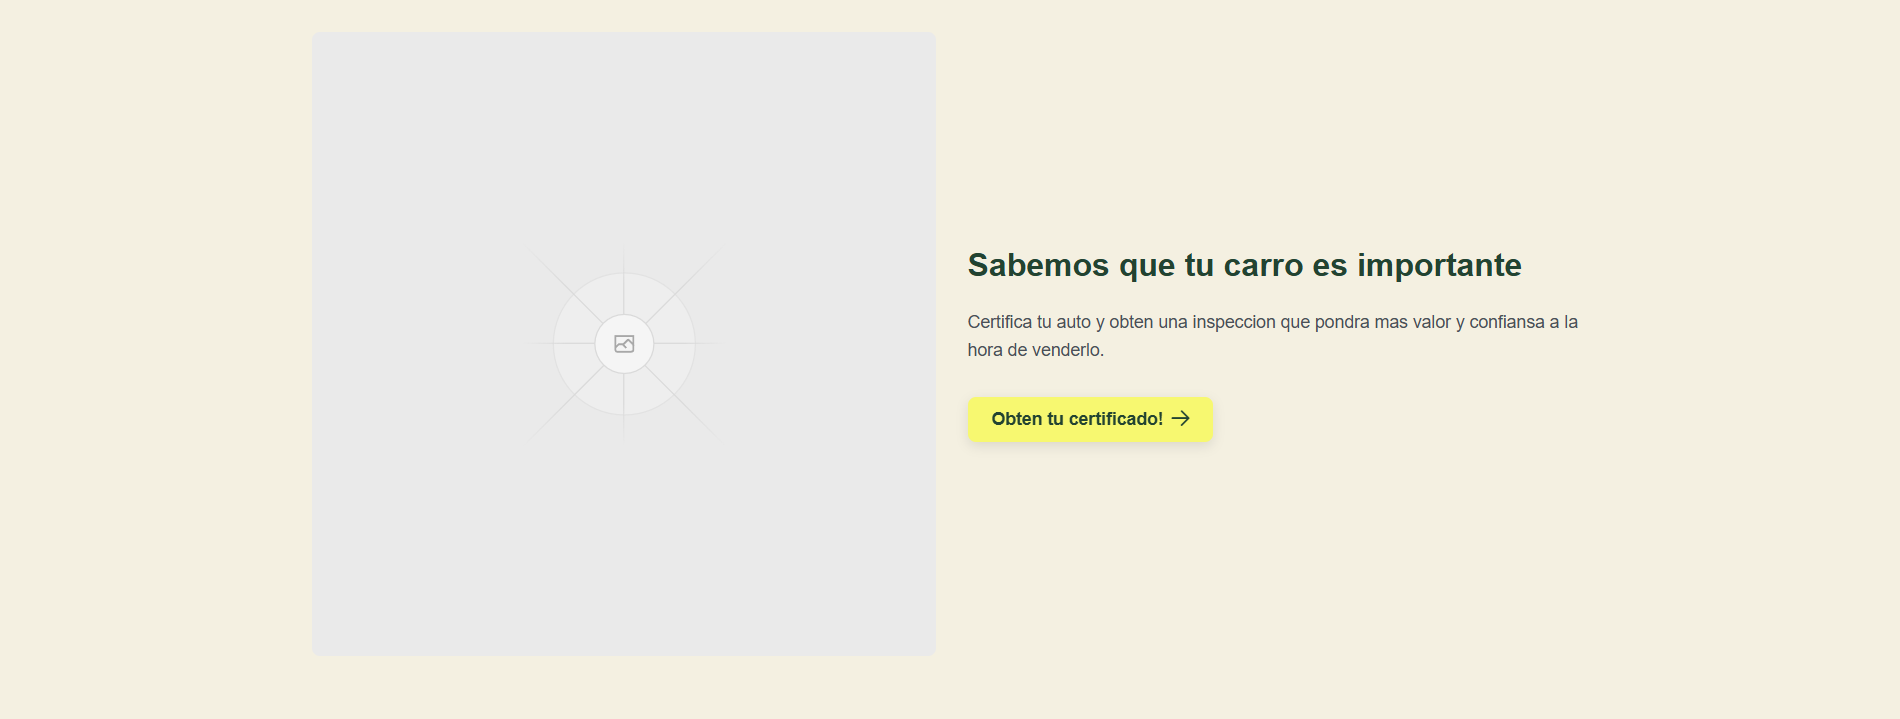 Sabemos que tu carro es importante
Certifica tu auto y obten una inspeccion que pondra mas valor y confiansa a la
hora de venderlo.
Obten tu certificado!